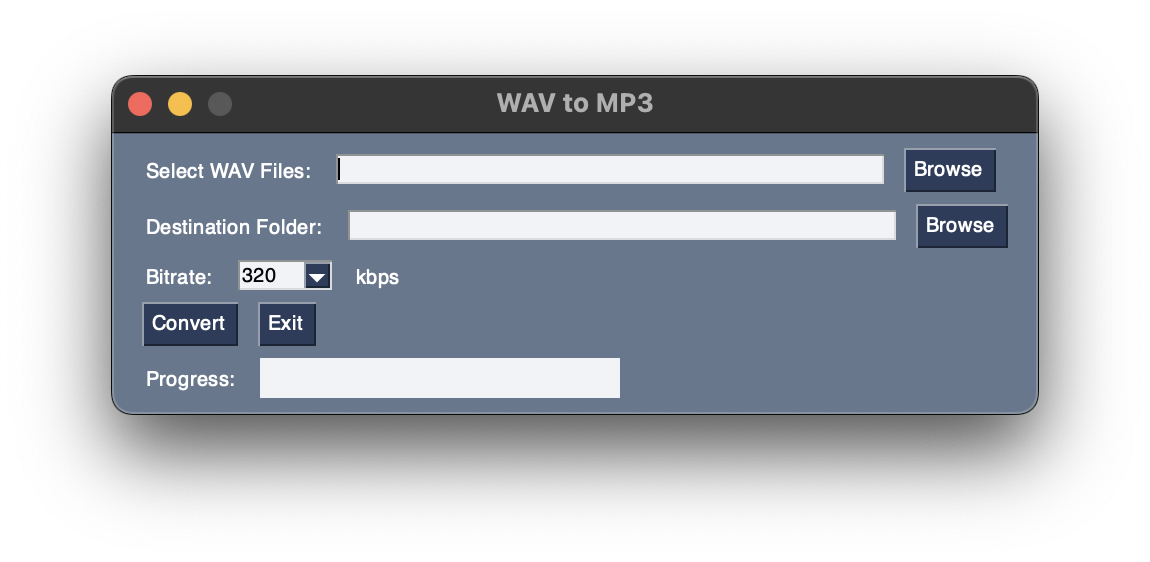 WAV to MP3
Select WAV Files: Browse
Destination Folder: Browse
Bitrate: 320 kbps
Convert Exit
Progress: